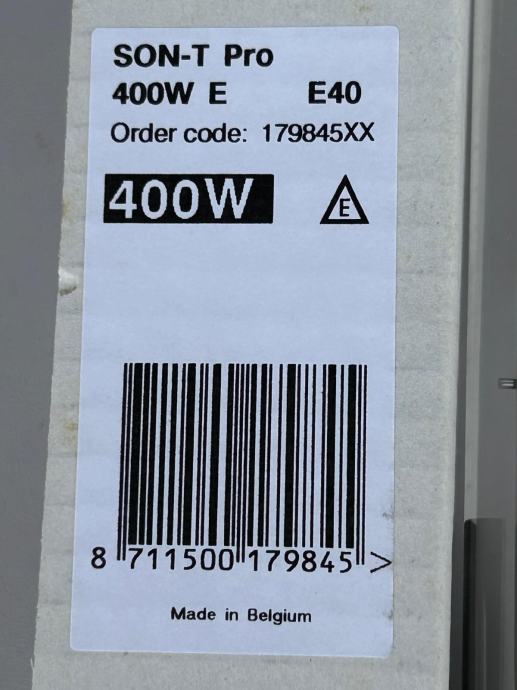 SON-T Pro
400W E E40
Order code: 179845XX
400W E
8 711500 179845 >
Made in Belgium